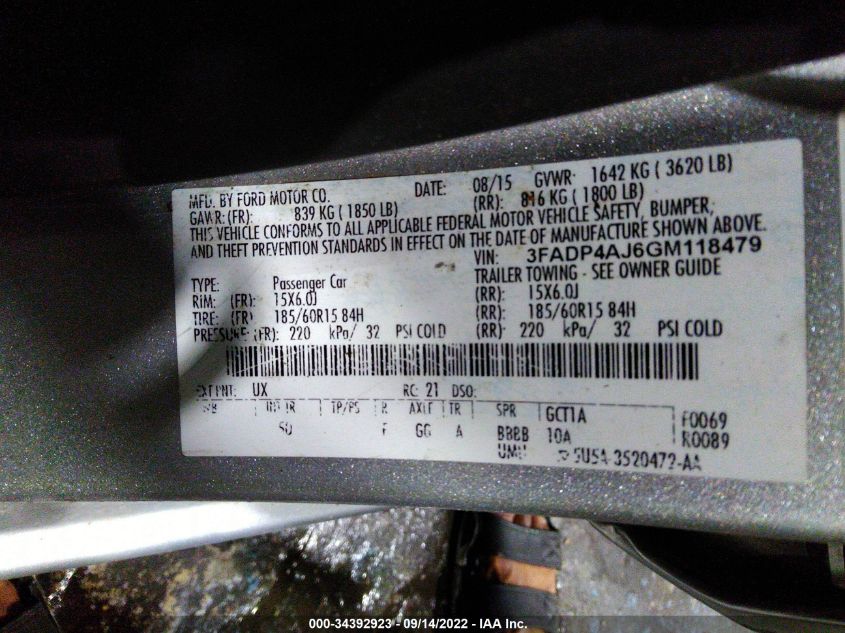 MFD. BY FORD MOTOR CO. DATE: 08/15 GVWR: 1642 KG ( 3620 LB)
GAWR: (FR): 839 KG ( 1850 LB) (RR): 816 KG ( 1800 LB)
THIS VEHICLE CONFORMS TO ALL APPLICABLE FEDERAL MOTOR VEHICLE SAFETY, BUMPER,
AND THEFT PREVENTION STANDARDS IN EFFECT ON THE DATE OF MANUFACTURE SHOWN ABOVE.
VIN: 3FADP4AJ6GM118479
TRAILER TOWING - SEE OWNER GUIDE
TYPE: Passenger Car
RIM: (FR): 15X6.0J (RR): 15X6.0J
TIRE: (FR) 185/60R15 84H (RR): 185/60R15 84H
PRESSURE: (FR): 220 kPa/ 32 PSI COLD (RR): 220 kPa/ 32 PSI COLD
EXT PNT: UX RC: 21 DSO:
WB INT TR TP/PS R AXLE TR SPR GCT1A F0069
GG A BBBB 10A R0089
5U5A-3520472-AA
000-34392923 - 09/14/2022 - IAA Inc.